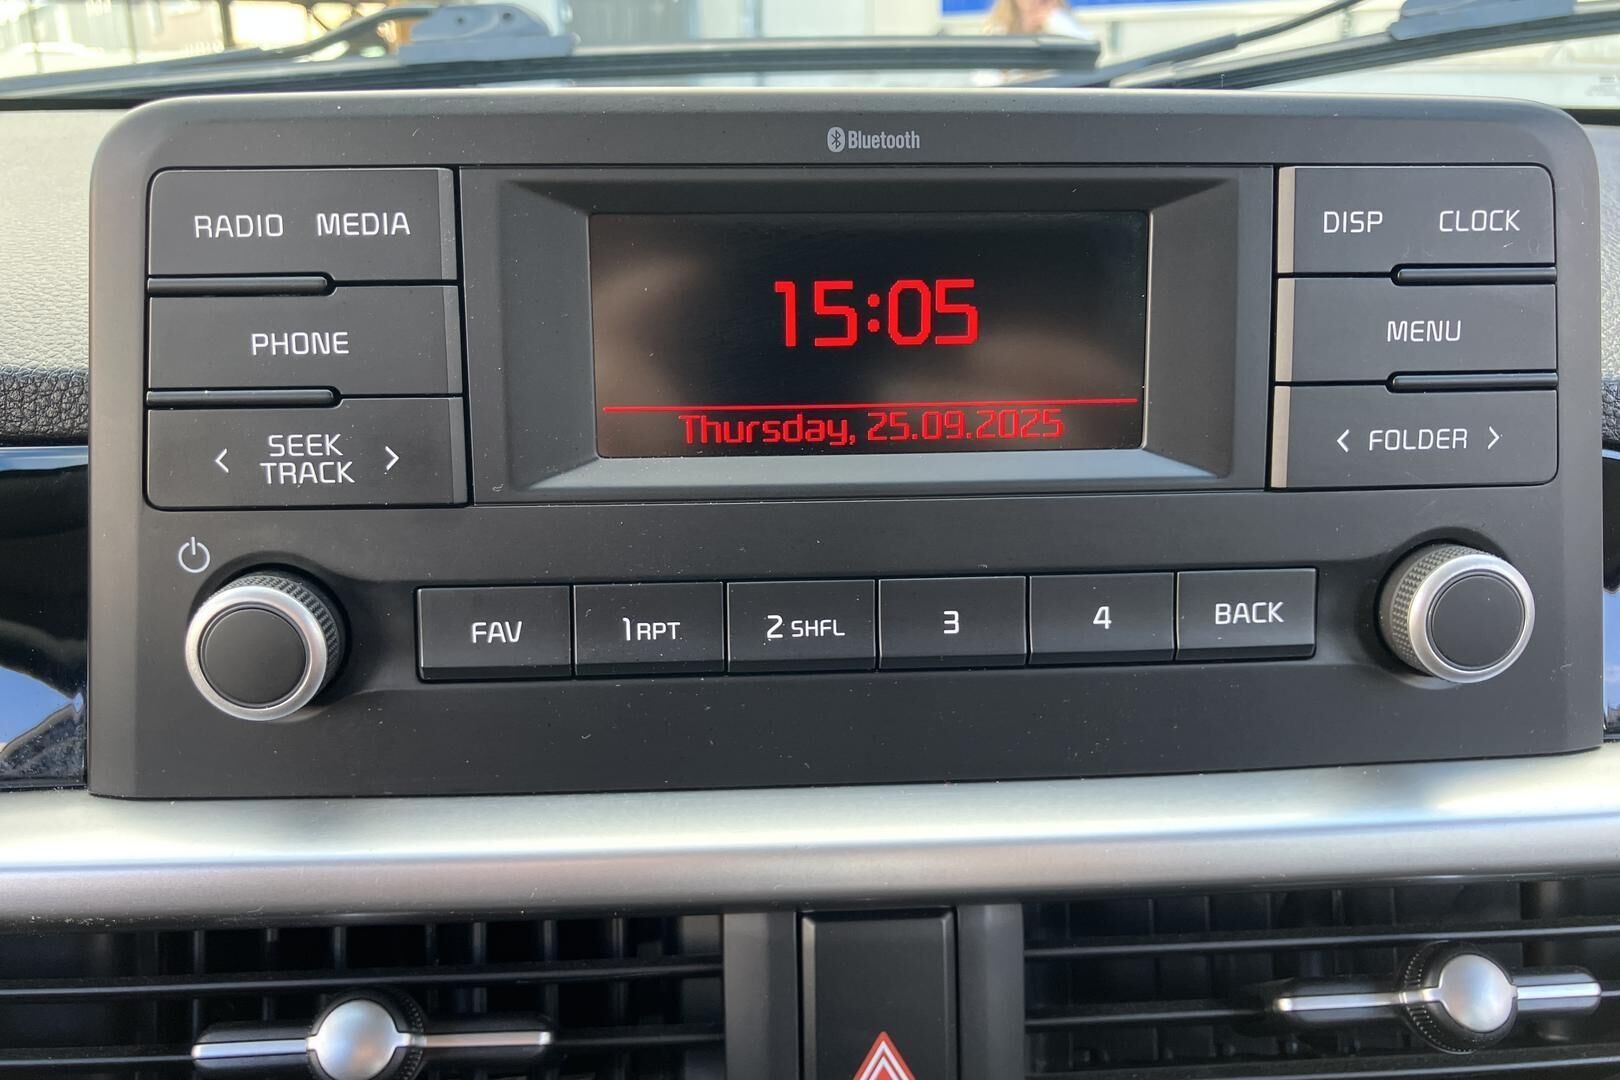 Bluetooth
RADIO MEDIA
DISP CLOCK
15:05
PHONE
MENU
Thursday, 25.09.2025
< SEEK >
TRACK
< FOLDER >
FAV
1 RPT
2 SHFL
3
4
BACK